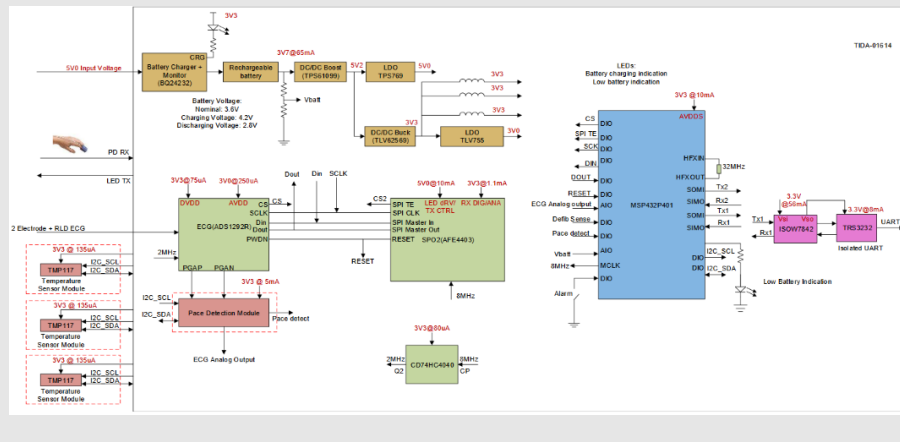 3V3
TIDA-01614
5V0 Input Voltage
CRG
Battery Charger +
Monitor
(BQ24232)
Rechargeable
battery
3V7@65mA
DC/DC Boost
(TPS61099)
5V2
LDO
TPS769
5V0
Vbatt
Battery Voltage:
Nominal: 3.6V
Charging Voltage: 4.2V
Discharging Voltage: 2.8V
3V3
3V3
3V3
3V3
DC/DC Buck
(TLV62569)
LDO
TLV755
3V0
LEDs:
Battery charging indication
Low battery indication
3V3 @10mA
AVDDS
PD RX
LED TX
3V3@75uA
3V0@250uA
Dout
Din
SCLK
DVDD
AVDD
CS
CS
SCLK
Din
Dout
PWDN
ECG(ADS1292R)
PGAP
PGAN
2 Electrode + RLD ECG
2MHz
RESET
CS2
5V0@10mA
3V3@1.1mA
SPI TE
SPI CLK
SPI Master In
SPI Master Out
RESET
LED dRV/
TX CTRL
RX DIG/ANA
SPO2(AFE4403)
8MHz
3V3 @ 135uA
I2C_SCL
I2C_SDA
TMP117
Temperature
Sensor Module
3V3 @ 135uA
I2C_SCL
I2C_SDA
TMP117
Temperature
Sensor Module
3V3 @ 135uA
I2C_SCL
I2C_SDA
TMP117
Temperature
Sensor Module
3V3 @ 5mA
I2C_SCL
I2C_SDA
Pace Detection Module
Pace detect
ECG Analog Output
3V3@80uA
2MHz
Q2
CD74HC4040
8MHz
CP
CS
DIO
SPI TE
DIO
SCK
DIO
DIN
DIO
DOUT
DIO
RESET
DIO
ECG Analog output
AIO
Defib Sense
DIO
Pace detect
DIO
Vbatt
AIO
8MHz
MCLK
DIO
Alarm
MSP432P401
HFXIN
HFXOUT
32MHz
SOMI
Tx2
SIMO
Rx2
SOMI
Tx1
SIMO
Rx1
DIO
I2C_SCL
DIO
I2C_SDA
Low Battery Indication
3.3V
@56mA
Tx1
Rx1
Vsi
Vso
ISOW7842
3.3V@8mA
TRS3232
UART
Isolated UART